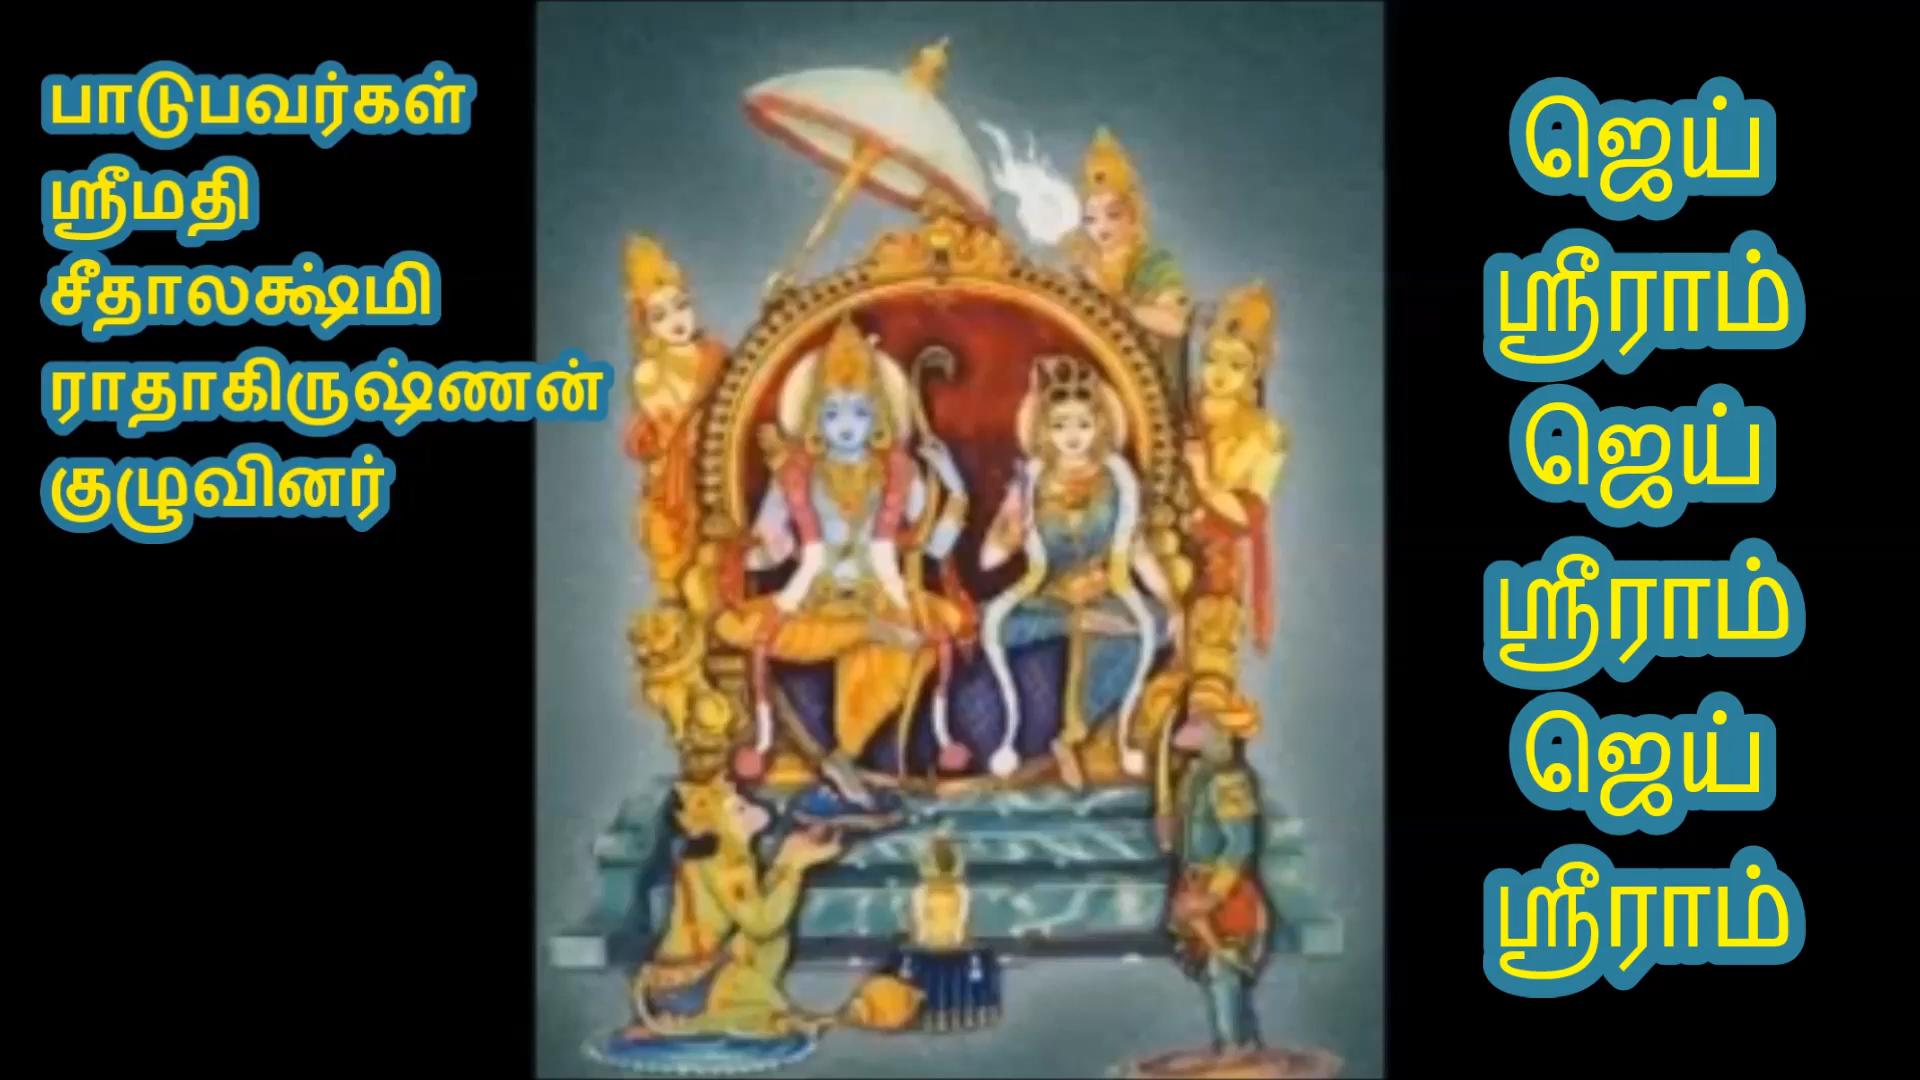 பாடுபவர்கள்
ஸ்ரீமதி
சீதாலக்ஷ்மி
ராதாகிருஷ்ணன்
குழுவினர்
ஜெய்
ஸ்ரீராம்
ஜெய்
ஸ்ரீராம்
ஜெய்
ஸ்ரீராம்